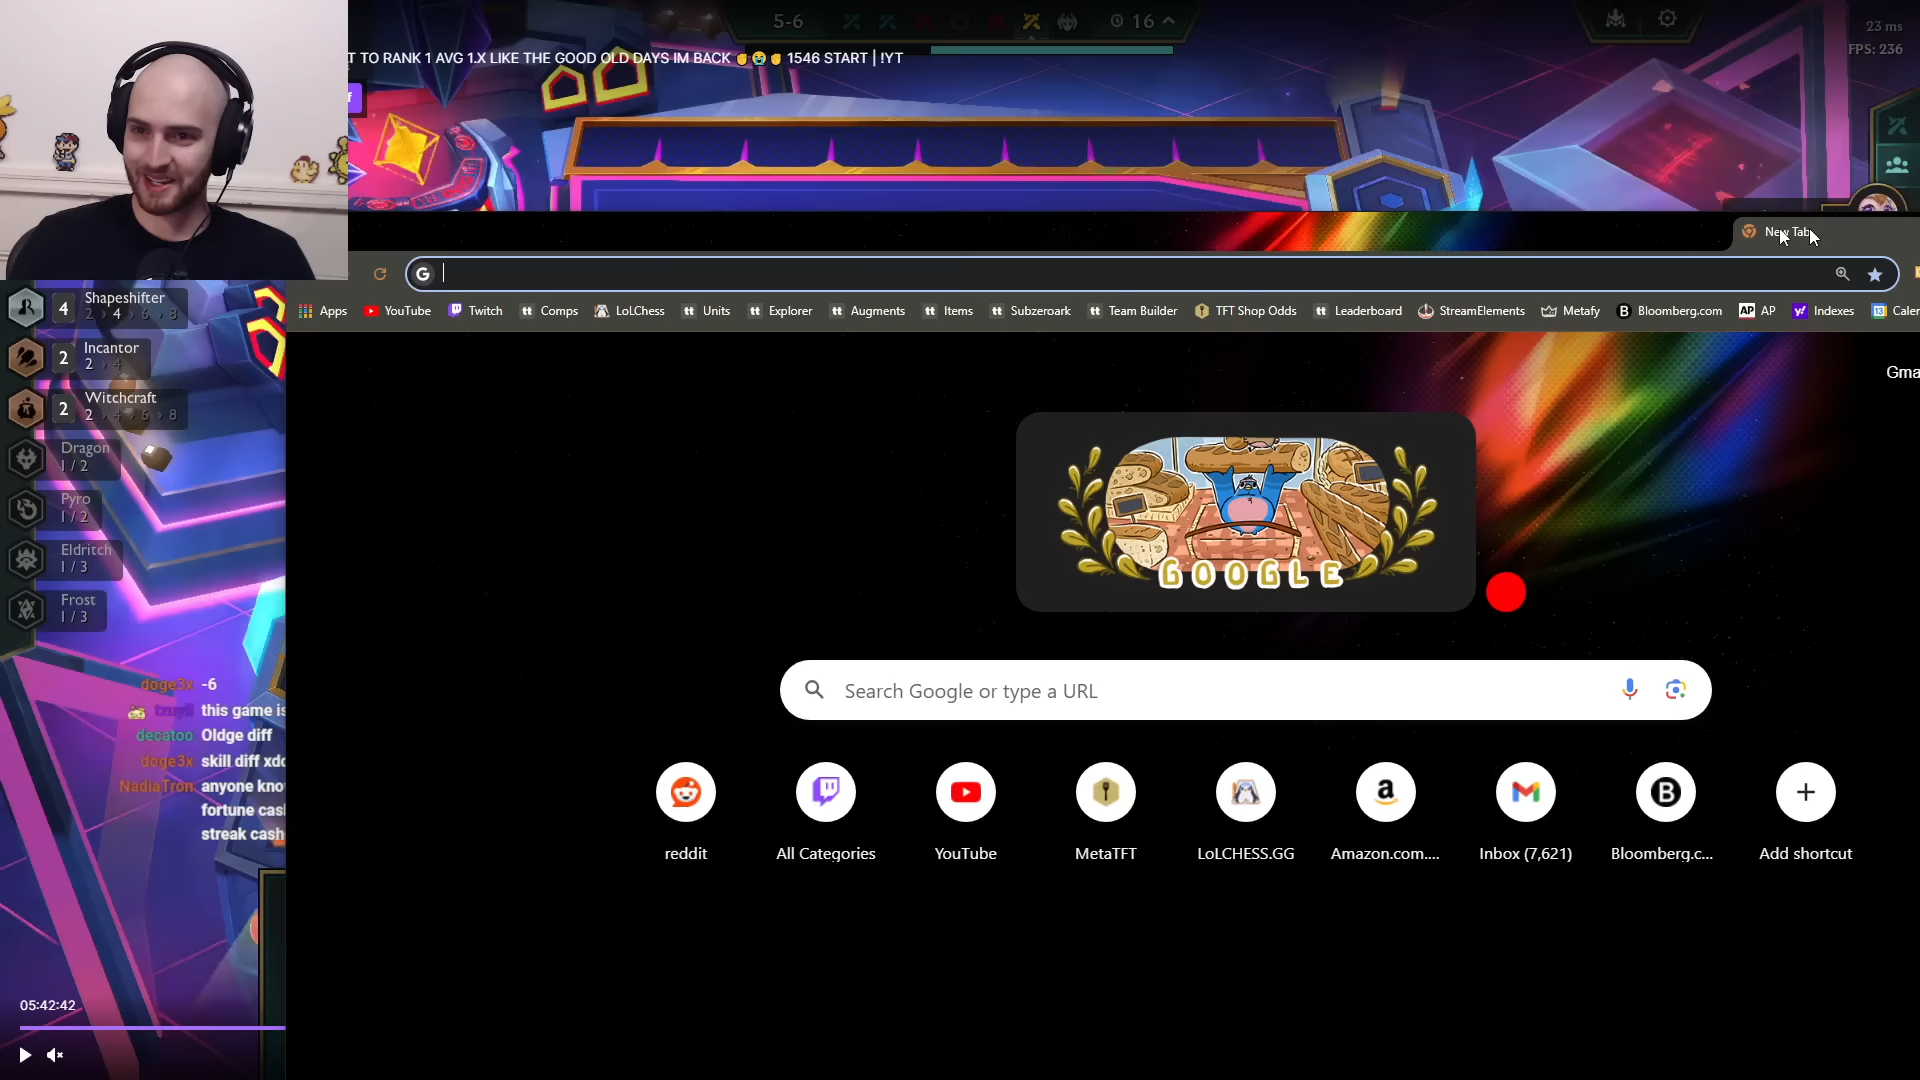 5-6
16
23 ms
FPS: 236
T TO RANK 1 AVG 1.X LIKE THE GOOD OLD DAYS IM BACK ✊😭✊ 1546 START | !YT
f
New Tab
G
Apps YouTube Twitch Comps LoLChess Units Explorer Augments Items Subzeroark Team Builder TFT Shop Odds Leaderboard StreamElements Metafy Bloomberg.com AP AP Indexes 13 Caler
4 Shapeshifter
2 › 4 › 6 › 8
2 Incantor
2 › 4
2 Witchcraft
2 › 4 › 6 › 8
Dragon
1 / 2
Pyro
1 / 2
Eldritch
1 / 3
Frost
1 / 3
Gma
GOOGLE
Search Google or type a URL
reddit All Categories YouTube MetaTFT LoLCHESS.GG Amazon.com.... Inbox (7,621) Bloomberg.c... Add shortcut
doge3x -6
tzuyii this game is
decatoo Oldge diff
doge3x skill diff xdd
NadiaTron anyone kno
fortune cas
streak cash
05:42:42